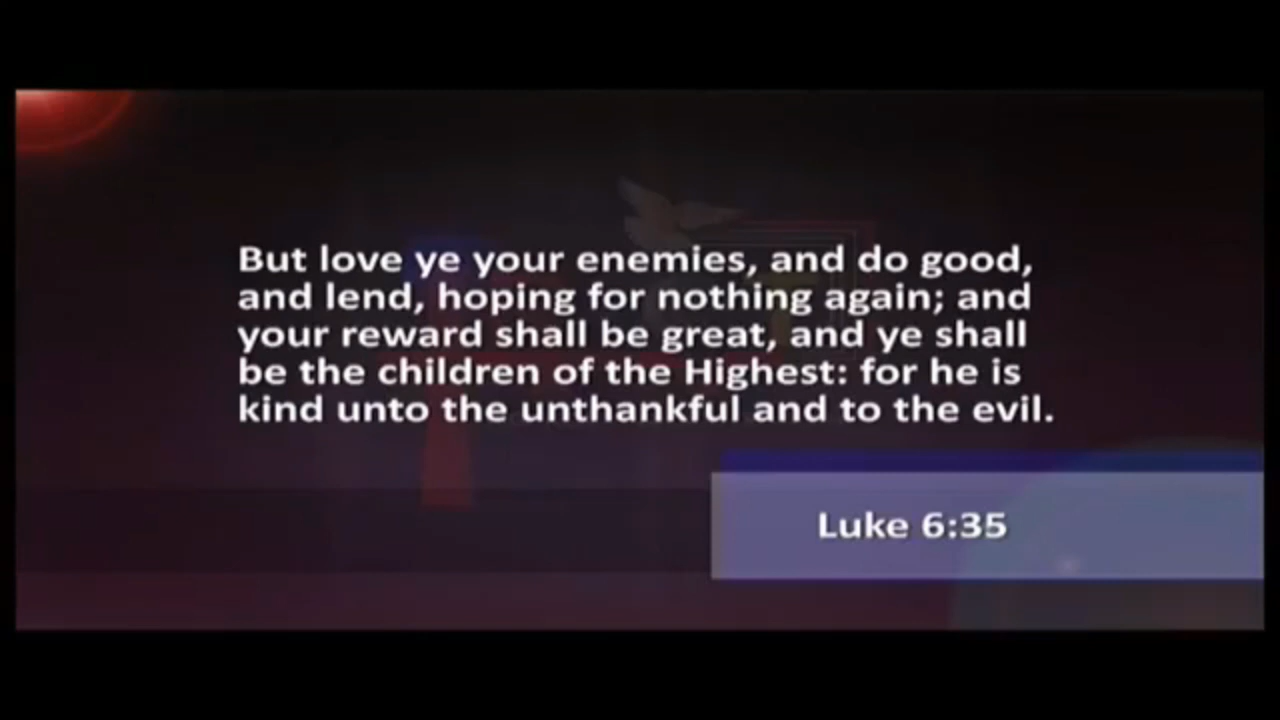 But love ye your enemies, and do good,
and lend, hoping for nothing again; and
your reward shall be great, and ye shall
be the children of the Highest: for he is
kind unto the unthankful and to the evil.
Luke 6:35